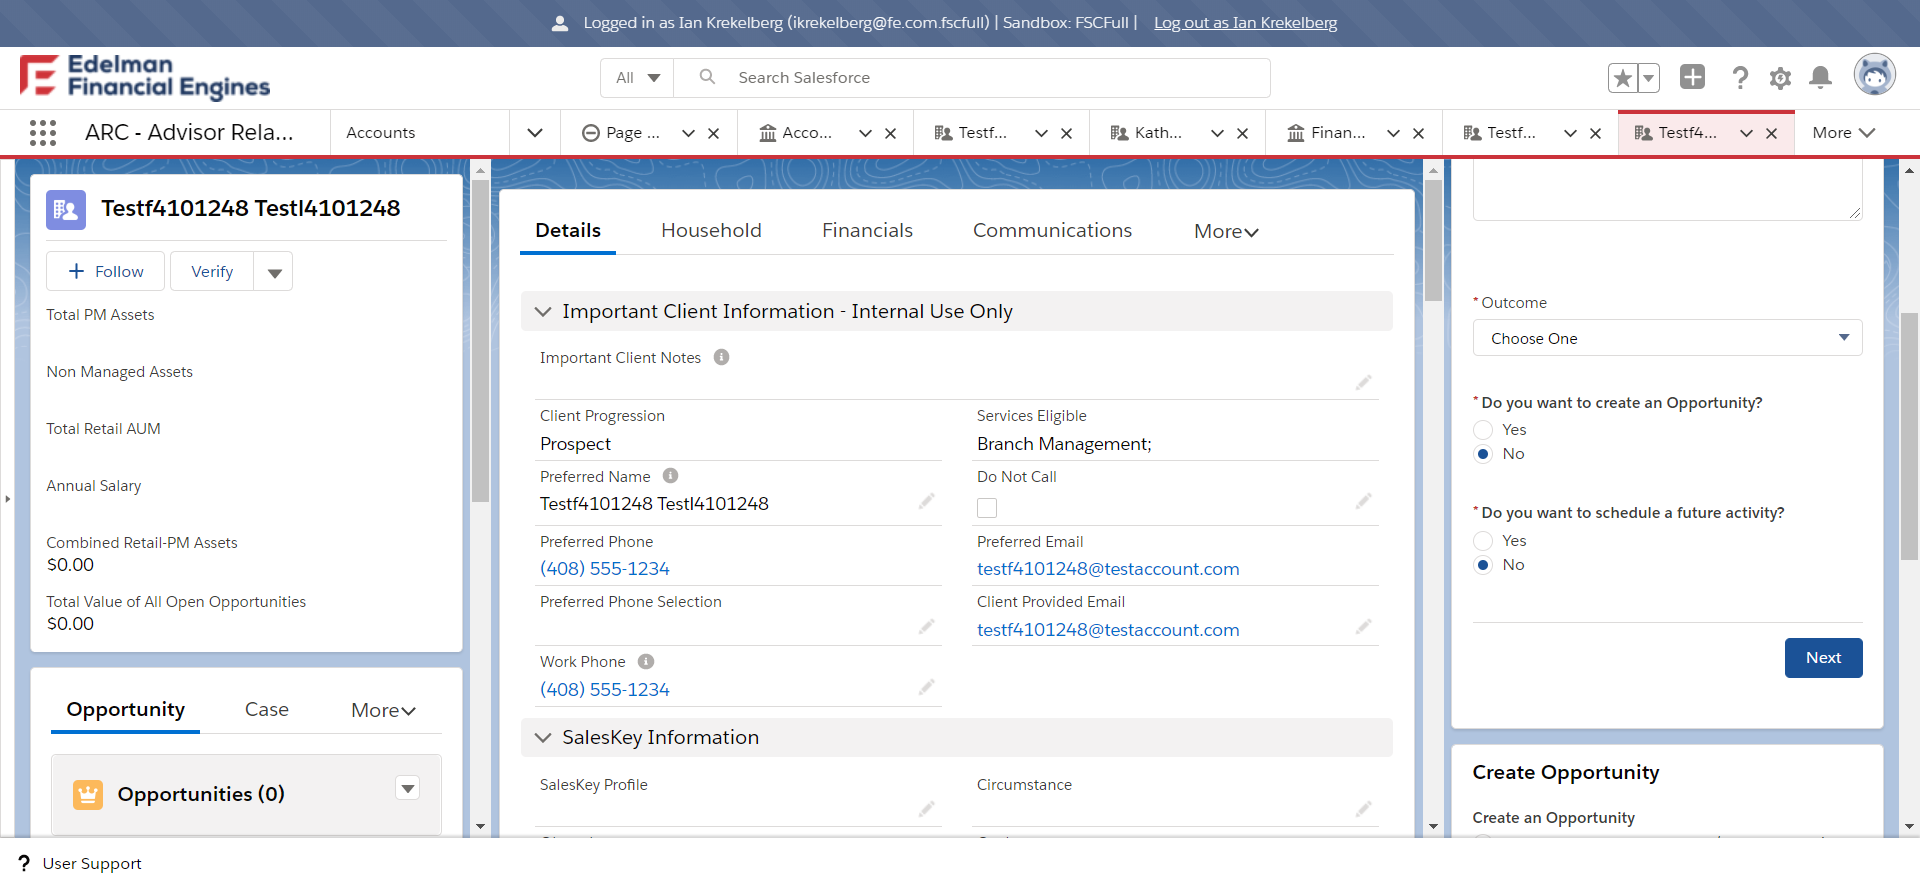 Logged in as Ian Krekelberg (ikrekelberg@fe.com.fscfull) | Sandbox: FSCFull | Log out as Ian Krekelberg
Edelman
Financial Engines
All
Search Salesforce
ARC - Advisor Rela...
Accounts
Page ...
Acco...
Testf...
Kath...
Finan...
Testf...
Testf4...
More
Testf4101248 Testl4101248
Follow
Verify
Total PM Assets
Non Managed Assets
Total Retail AUM
Annual Salary
Combined Retail-PM Assets
$0.00
Total Value of All Open Opportunities
$0.00
Opportunity
Case
More
Opportunities (0)
Details
Household
Financials
Communications
More
Important Client Information - Internal Use Only
Important Client Notes
Client Progression
Prospect
Services Eligible
Branch Management;
Preferred Name
Testf4101248 Testl4101248
Do Not Call
Preferred Phone
(408) 555-1234
Preferred Email
testf4101248@testaccount.com
Preferred Phone Selection
Client Provided Email
testf4101248@testaccount.com
Work Phone
(408) 555-1234
SalesKey Information
SalesKey Profile
Circumstance
*Outcome
Choose One
*Do you want to create an Opportunity?
Yes
No
*Do you want to schedule a future activity?
Yes
No
Next
Create Opportunity
Create an Opportunity
? User Support